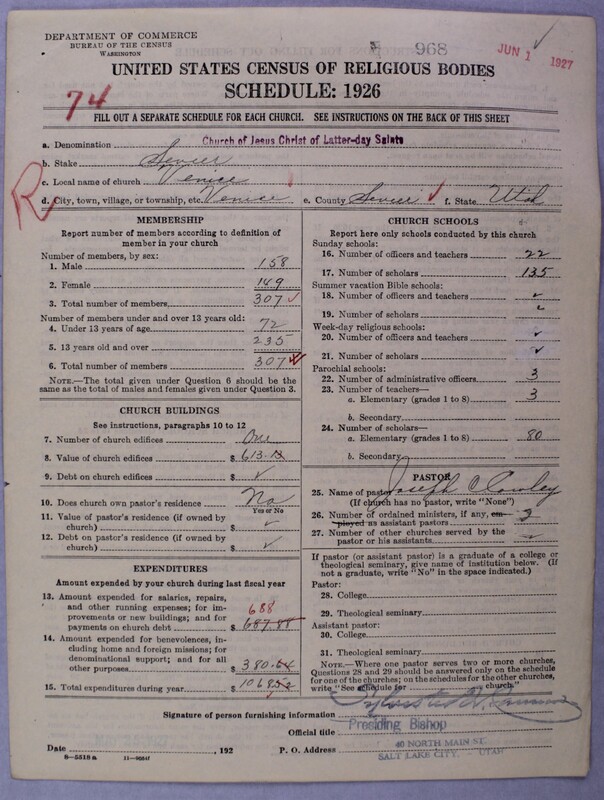 DEPARTMENT OF COMMERCE
BUREAU OF THE CENSUS
WASHINGTON
968
JUN 1 1927
UNITED STATES CENSUS OF RELIGIOUS BODIES
SCHEDULE: 1926
74
FILL OUT A SEPARATE SCHEDULE FOR EACH CHURCH. SEE INSTRUCTIONS ON THE BACK OF THIS SHEET
a. Denomination Church of Jesus Christ of Latter-day Saints
b. Stake Sevier
c. Local name of church Venice
R
d. City, town, village, or township, etc. Venice e. County Sevier f. State Utah
MEMBERSHIP
Report number of members according to definition of
member in your church
Number of members, by sex:
1. Male 158
2. Female 149
3. Total number of members 307
Number of members under and over 13 years old:
4. Under 13 years of age 72
5. 13 years old and over 235
6. Total number of members 307
NOTE.—The total given under Question 6 should be
the same as the total of males and females given under Question 3.
CHURCH BUILDINGS
See instructions, paragraphs 10 to 12
7. Number of church edifices One
8. Value of church edifices $
9. Debt on church edifices $
10. Does church own pastor's residence No
Yes or No
11. Value of pastor's residence (if owned by
church) $
12. Debt on pastor's residence (if owned by
church) $
EXPENDITURES
Amount expended by your church during last fiscal year
13. Amount expended for salaries, repairs,
and other running expenses; for im-
provements or new buildings; and for
payments on church debt $ 687.88 688
14. Amount expended for benevolences,
including home and foreign missions; for
denominational support; and for all
other purposes $ 380.64
15. Total expenditures during year $ 1068.52
CHURCH SCHOOLS
Report here only schools conducted by this church
Sunday schools:
16. Number of officers and teachers 22
17. Number of scholars 135
Summer vacation Bible schools:
18. Number of officers and teachers
19. Number of scholars
Week-day religious schools:
20. Number of officers and teachers
21. Number of scholars
Parochial schools:
22. Number of administrative officers 3
23. Number of teachers—
a. Elementary (grades 1 to 8) 3
b. Secondary
24. Number of scholars—
a. Elementary (grades 1 to 8) 80
b. Secondary
PASTOR
25. Name of pastor Joseph C Cowley
(If church has no pastor, write "None")
26. Number of ordained ministers, if any, em-
ployed as assistant pastors
27. Number of other churches served by the
pastor or his assistants
If pastor (or assistant pastor) is a graduate of a college or
theological seminary, give name of institution below. (If
not a graduate, write "No" in the space indicated.)
Pastor:
28. College
29. Theological seminary
Assistant pastor:
30. College
31. Theological seminary
NOTE.—Where one pastor serves two or more churches,
Questions 28 and 29 should be answered only on the schedule
for one of the churches; on the schedules for the other churches,
write "See schedule for church."
Signature of person furnishing information
Official title Presiding Bishop
Date , 192 P. O. Address 40 NORTH MAIN ST.
SALT LAKE CITY - UTAH
8—5318 a